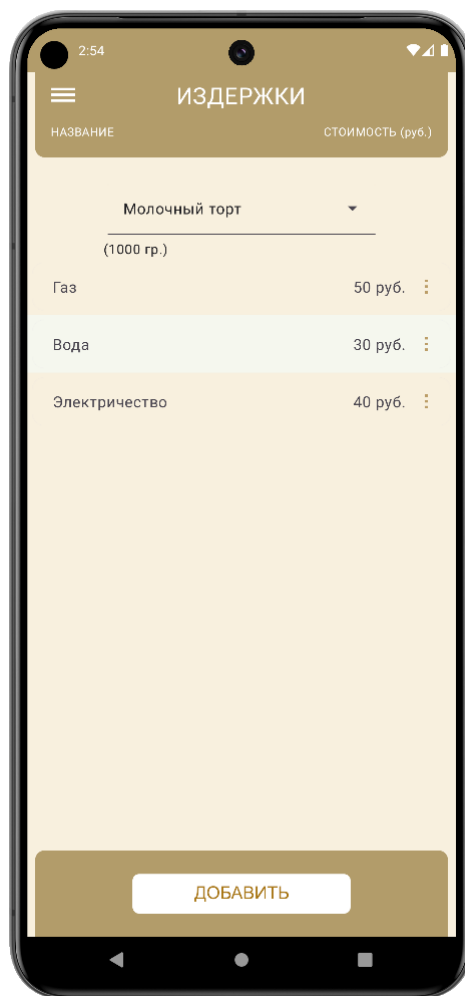 2:54
ИЗДЕРЖКИ
НАЗВАНИЕ СТОИМОСТЬ (руб.)
Молочный торт
(1000 гр.)
Газ 50 руб.
Вода 30 руб.
Электричество 40 руб.
ДОБАВИТЬ